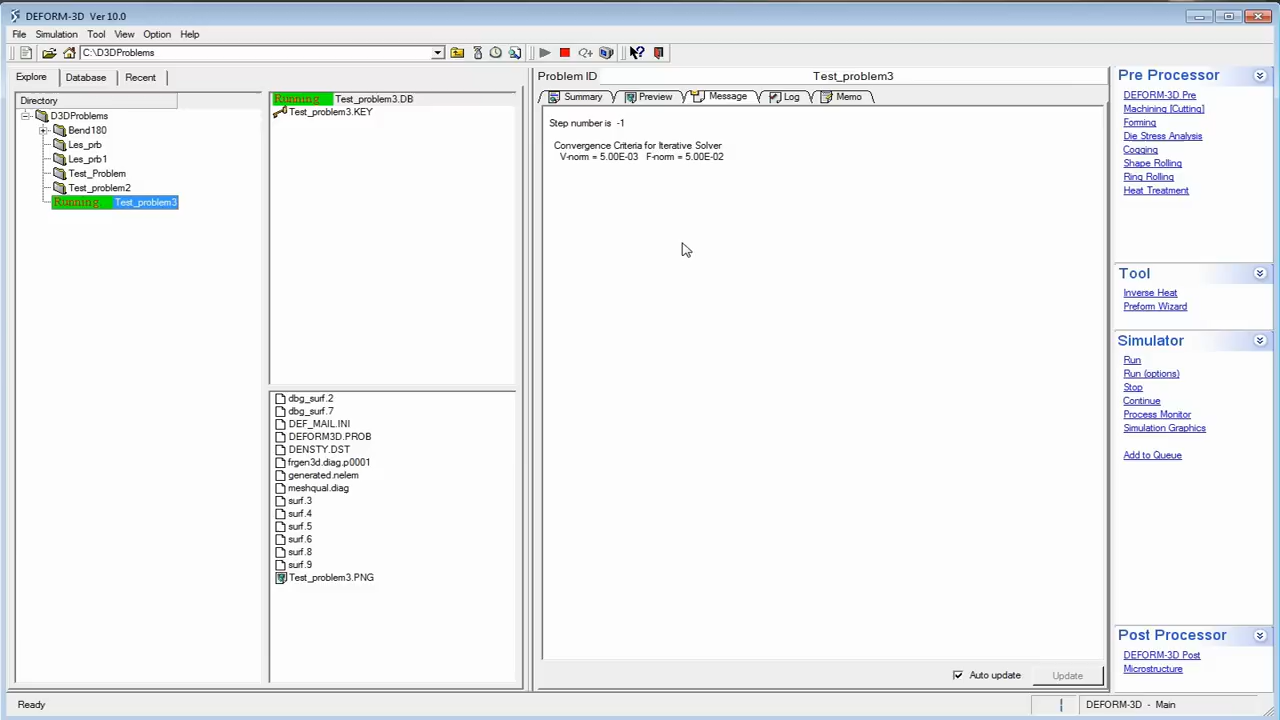 DEFORM-3D Ver 10.0
File Simulation Tool View Option Help
C:\D3DProblems
Explore Database Recent
Directory
D3DProblems
Bend180
Les_prb
Les_prb1
Test_Problem
Test_problem2
Running. Test_problem3
Running. Test_problem3.DB
Test_problem3.KEY
dbg_surf.2
dbg_surf.7
DEF_MAIL.INI
DEFORM3D.PROB
DENSTY.DST
frgen3d.diag.p0001
generated.nelem
meshqual.diag
surf.3
surf.4
surf.5
surf.6
surf.8
surf.9
Test_problem3.PNG
Problem ID Test_problem3
Summary Preview Message Log Memo
Step number is -1
Convergence Criteria for Iterative Solver
V-norm = 5.00E-03 F-norm = 5.00E-02
Auto update Update
Pre Processor
DEFORM-3D Pre
Machining [Cutting]
Forming
Die Stress Analysis
Cogging
Shape Rolling
Ring Rolling
Heat Treatment
Tool
Inverse Heat
Preform Wizard
Simulator
Run
Run (options)
Stop
Continue
Process Monitor
Simulation Graphics
Add to Queue
Post Processor
DEFORM-3D Post
Microstructure
Ready
DEFORM-3D - Main